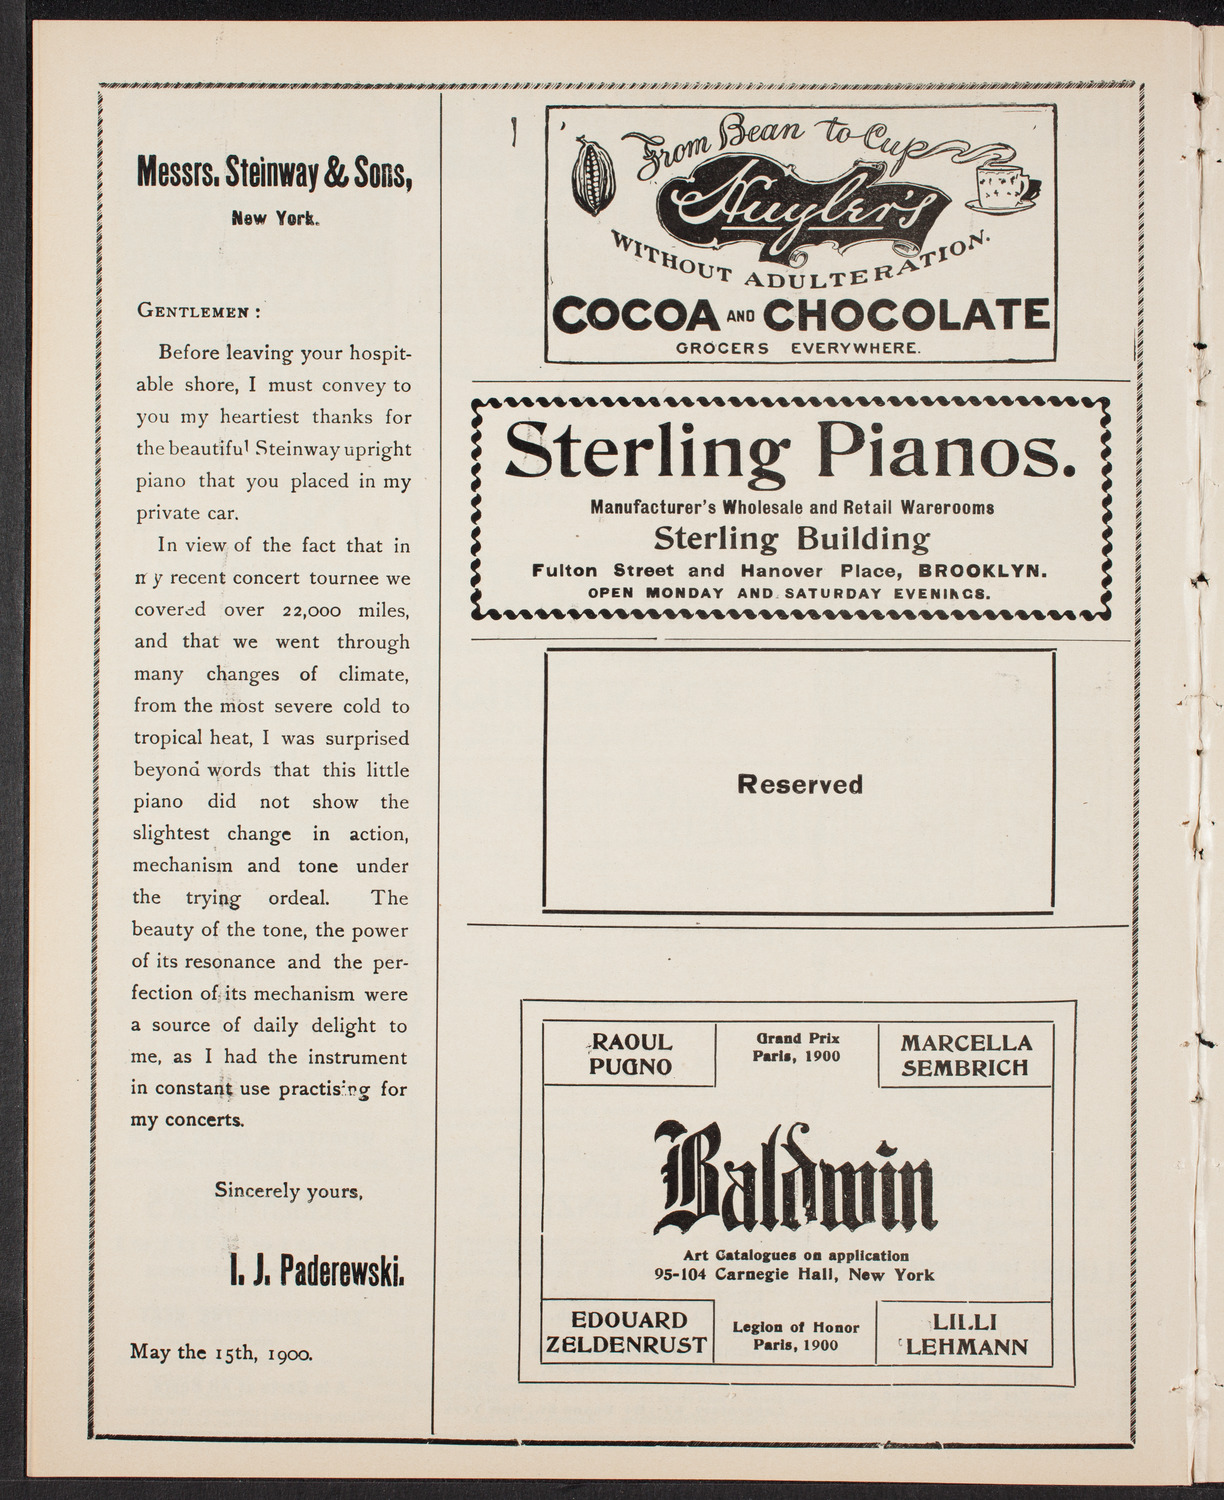 Messrs. Steinway & Sons,
New York.
GENTLEMEN :
Before leaving your hospit-
able shore, I must convey to
you my heartiest thanks for
the beautiful Steinway upright
piano that you placed in my
private car.
In view of the fact that in
my recent concert tournee we
covered over 22,000 miles,
and that we went through
many changes of climate,
from the most severe cold to
tropical heat, I was surprised
beyond words that this little
piano did not show the
slightest change in action,
mechanism and tone under
the trying ordeal. The
beauty of the tone, the power
of its resonance and the per-
fection of its mechanism were
a source of daily delight to
me, as I had the instrument
in constant use practising for
my concerts.
Sincerely yours,
I. J. Paderewski.
May the 15th, 1900.
From Bean to Cup
Huyler's
WITHOUT ADULTERATION.
COCOA AND CHOCOLATE
GROCERS EVERYWHERE.
Sterling Pianos.
Manufacturer's Wholesale and Retail Warerooms
Sterling Building
Fulton Street and Hanover Place, BROOKLYN.
OPEN MONDAY AND SATURDAY EVENINGS.
Reserved
RAOUL
PUGNO
Grand Prix
Paris, 1900
MARCELLA
SEMBRICH
Baldwin
Art Catalogues on application
95-104 Carnegie Hall, New York
EDOUARD
ZELDENRUST
Legion of Honor
Paris, 1900
LILLI
LEHMANN